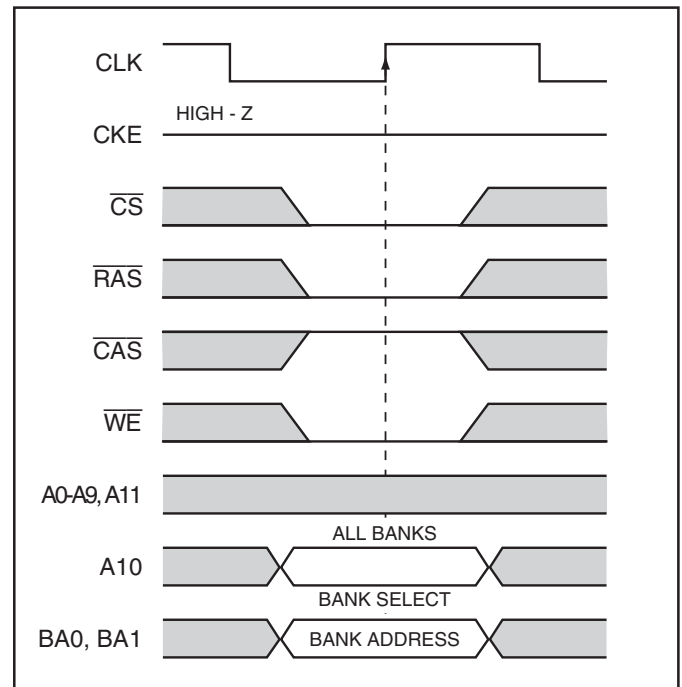 CLK
HIGH - Z
CKE
CS
RAS
CAS
WE
A0-A9, A11
ALL BANKS
A10
BANK SELECT
BA0, BA1
BANK ADDRESS